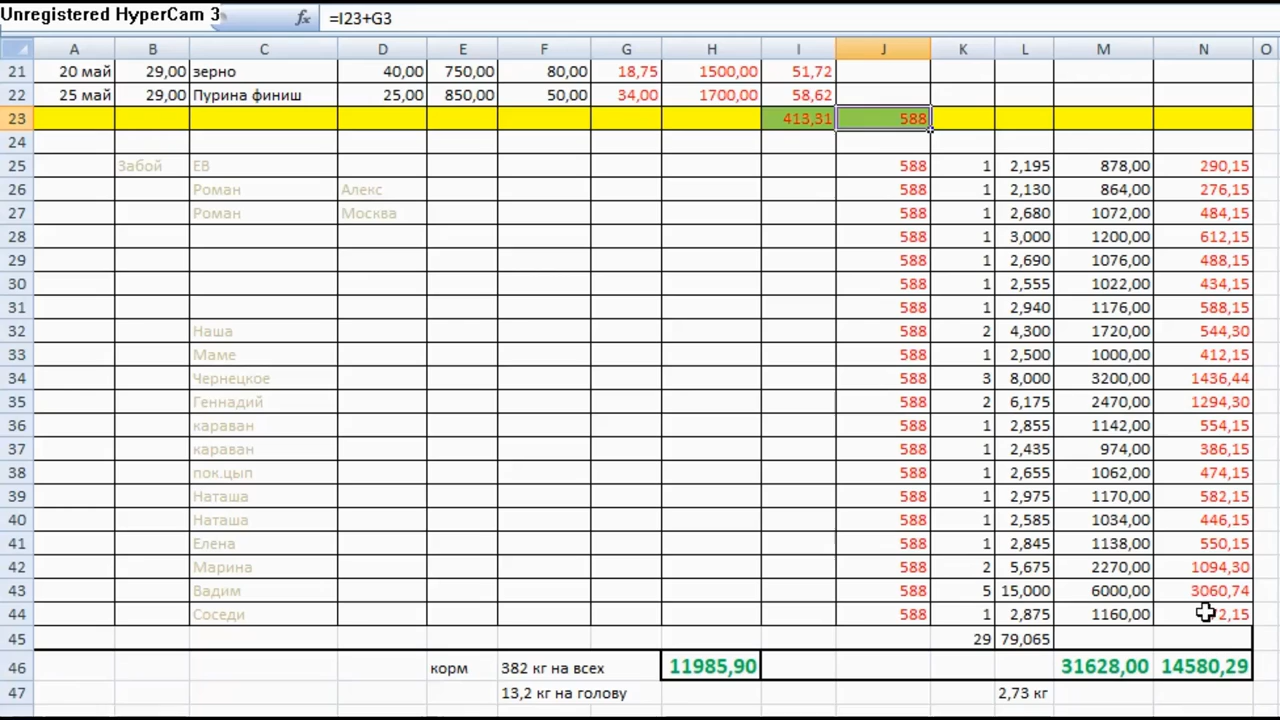 Unregistered HyperCam 3
fx =I23+G3
A B C D E F G H I J K L M N O
21 20 май 29,00 зерно 40,00 750,00 80,00 18,75 1500,00 51,72
22 25 май 29,00 Пурина финиш 25,00 850,00 50,00 34,00 1700,00 58,62
23 413,31 588
24
25 Забой ЕВ 588 1 2,195 878,00 290,15
26 Роман Алекс 588 1 2,130 864,00 276,15
27 Роман Москва 588 1 2,680 1072,00 484,15
28 588 1 3,000 1200,00 612,15
29 588 1 2,690 1076,00 488,15
30 588 1 2,555 1022,00 434,15
31 588 1 2,940 1176,00 588,15
32 Наша 588 2 4,300 1720,00 544,30
33 Маме 588 1 2,500 1000,00 412,15
34 Чернецкое 588 3 8,000 3200,00 1436,44
35 Геннадий 588 2 6,175 2470,00 1294,30
36 караван 588 1 2,855 1142,00 554,15
37 караван 588 1 2,435 974,00 386,15
38 пок.цып 588 1 2,655 1062,00 474,15
39 Наташа 588 1 2,975 1170,00 582,15
40 Наташа 588 1 2,585 1034,00 446,15
41 Елена 588 1 2,845 1138,00 550,15
42 Марина 588 2 5,675 2270,00 1094,30
43 Вадим 588 5 15,000 6000,00 3060,74
44 Соседи 588 1 2,875 1160,00 2,15
45 29 79,065
46 корм 382 кг на всех 11985,90 31628,00 14580,29
47 13,2 кг на голову 2,73 кг